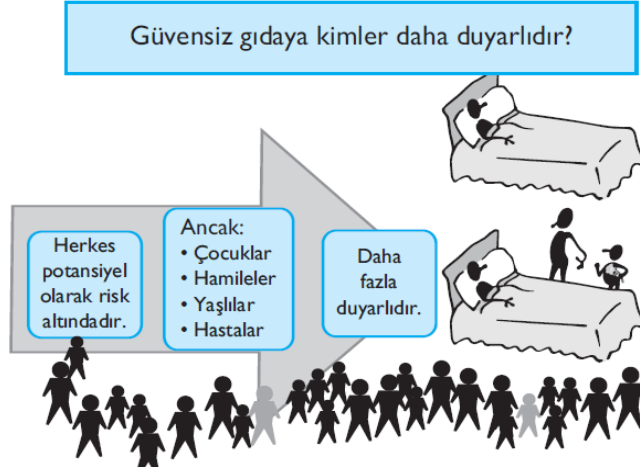 Güvensiz gıdaya kimler daha duyarlıdır?
Herkes
potansiyel
olarak risk
altındadır.
Ancak:
• Çocuklar
• Hamileler
• Yaşlılar
• Hastalar
Daha
fazla
duyarlıdır.